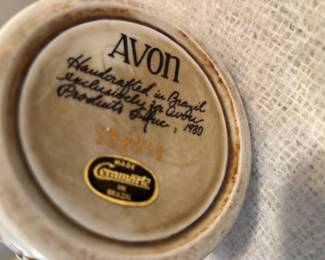 AVON
Handcrafted in Brazil
exclusively for Avon
Products, Inc., 1980
MADE
Ceramarte
IN
BRAZIL